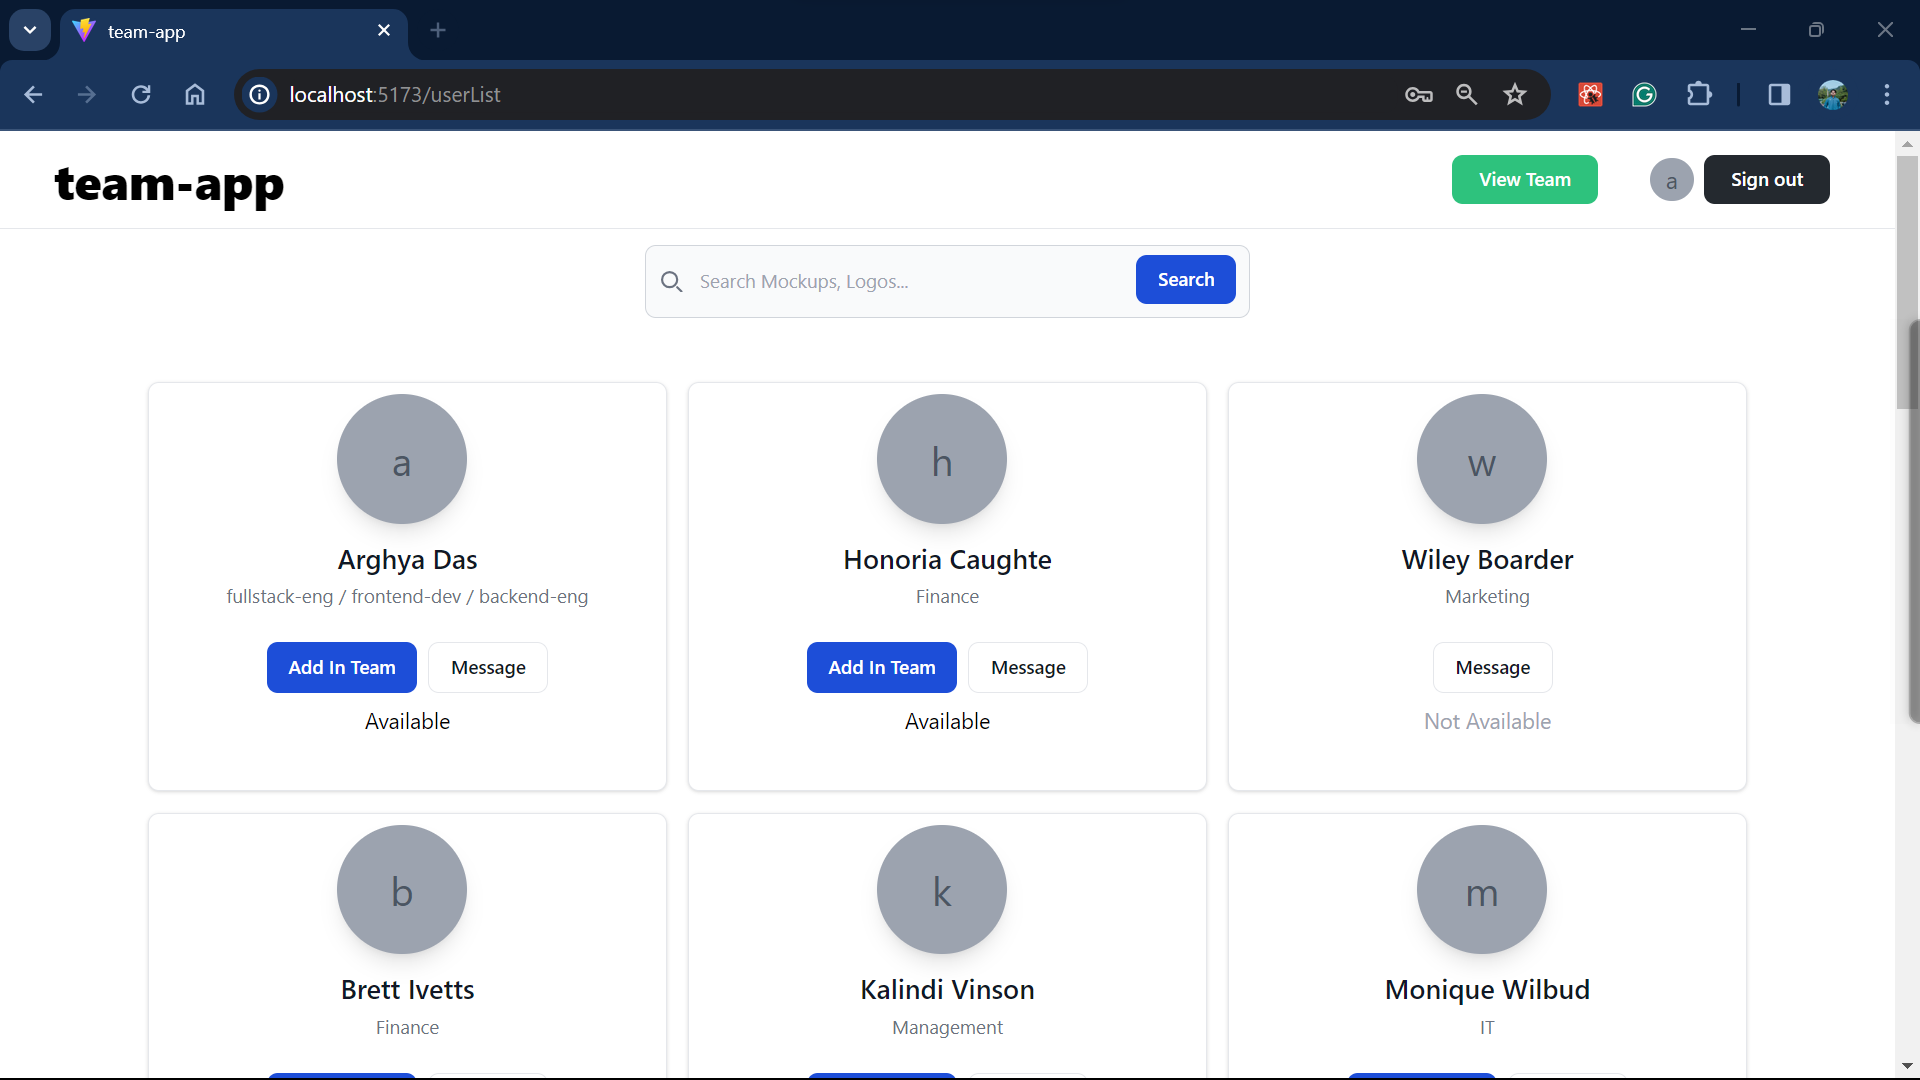 team-app
localhost:5173/userList
team-app
View Team
a
Sign out
Search Mockups, Logos...
Search
a
h
w
Arghya Das
Honoria Caughte
Wiley Boarder
fullstack-eng / frontend-dev / backend-eng
Finance
Marketing
Add In Team
Message
Add In Team
Message
Message
Available
Available
Not Available
b
k
m
Brett Ivetts
Kalindi Vinson
Monique Wilbud
Finance
Management
IT